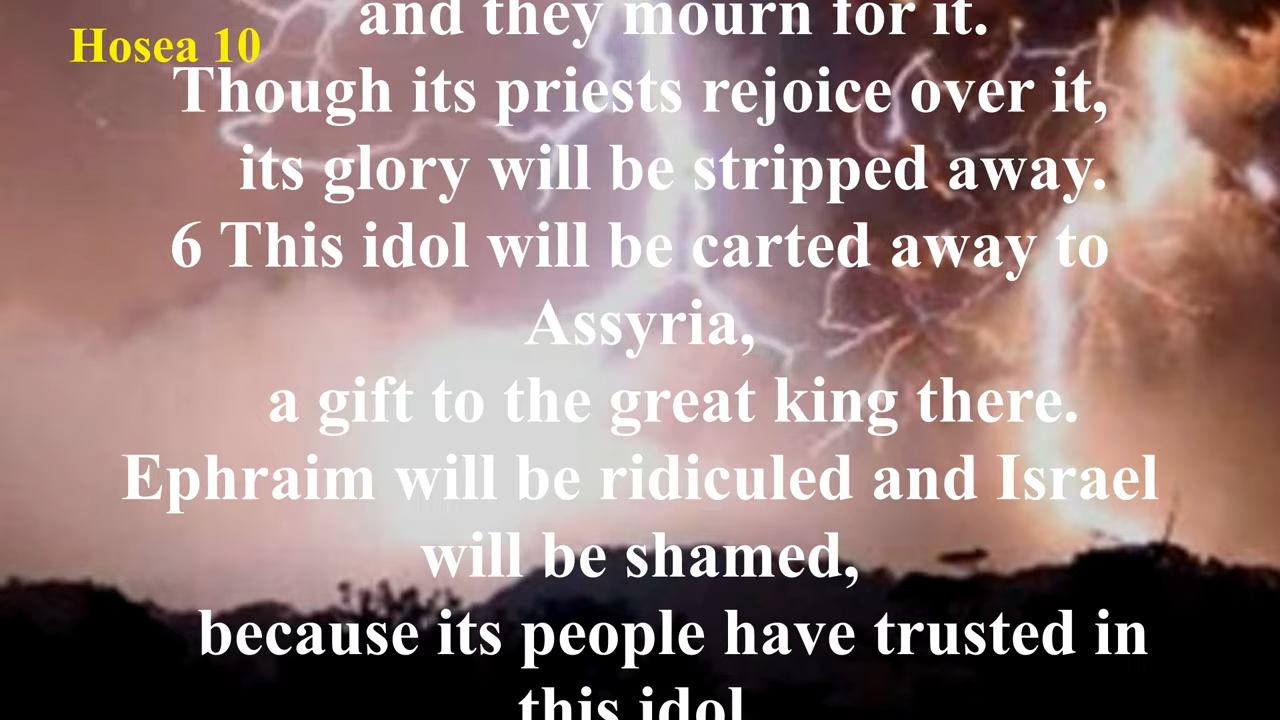 and they mourn for it.
Hosea 10
Though its priests rejoice over it,
its glory will be stripped away.
6 This idol will be carted away to
Assyria,
a gift to the great king there.
Ephraim will be ridiculed and Israel
will be shamed,
because its people have trusted in
this idol